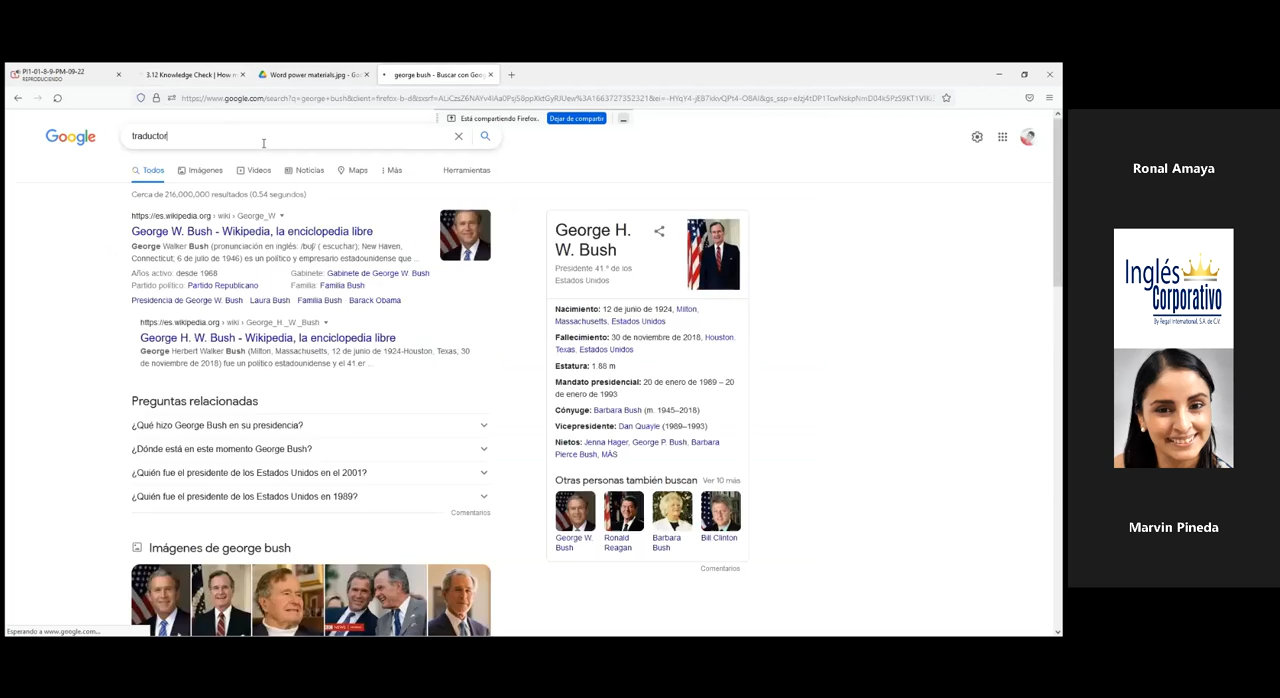 PI1-01-8-9-PM-09-22
REPRODUCIENDO
3.12 Knowledge Check | How m
Word power materials.jpg - Go
george bush - Buscar con Goog
Está compartiendo Firefox.
Dejar de compartir
Google
traductor
Todos
Imágenes
Videos
Noticias
Maps
Más
Herramientas
Cerca de 216,000,000 resultados (0.54 segundos)
https://es.wikipedia.org › wiki › George_W
George W. Bush - Wikipedia, la enciclopedia libre
George Walker Bush (pronunciación en inglés: /buʃ/ ( escuchar); New Haven,
Connecticut; 6 de julio de 1946) es un político y empresario estadounidense que ...
Años activo: desde 1968
Gabinete: Gabinete de George W. Bush
Partido político: Partido Republicano
Familia: Familia Bush
Presidencia de George W. Bush
Laura Bush
Familia Bush
Barack Obama
https://es.wikipedia.org › wiki › George_H._W._Bush
George H. W. Bush - Wikipedia, la enciclopedia libre
George Herbert Walker Bush (Milton, Massachusetts, 12 de junio de 1924-Houston, Texas, 30
de noviembre de 2018) fue un político estadounidense y el 41 er ...
Preguntas relacionadas
¿Qué hizo George Bush en su presidencia?
¿Dónde está en este momento George Bush?
¿Quién fue el presidente de los Estados Unidos en el 2001?
¿Quién fue el presidente de los Estados Unidos en 1989?
Comentarios
Imágenes de george bush
Esperando a www.google.com...
George H.
W. Bush
Presidente 41.º de los
Estados Unidos
Nacimiento: 12 de junio de 1924, Milton,
Massachusetts, Estados Unidos
Fallecimiento: 30 de noviembre de 2018, Houston,
Texas, Estados Unidos
Estatura: 1.88 m
Mandato presidencial: 20 de enero de 1989 – 20
de enero de 1993
Cónyuge: Barbara Bush (m. 1945–2018)
Vicepresidente: Dan Quayle (1989–1993)
Nietos: Jenna Hager, George P. Bush, Barbara
Pierce Bush, MÁS
Otras personas también buscan
Ver 10 más
George W.
Bush
Ronald
Reagan
Barbara
Bush
Bill Clinton
Comentarios
Ronal Amaya
Inglés
Corporativo
By Regal International, S.A. de C.V.
Marvin Pineda